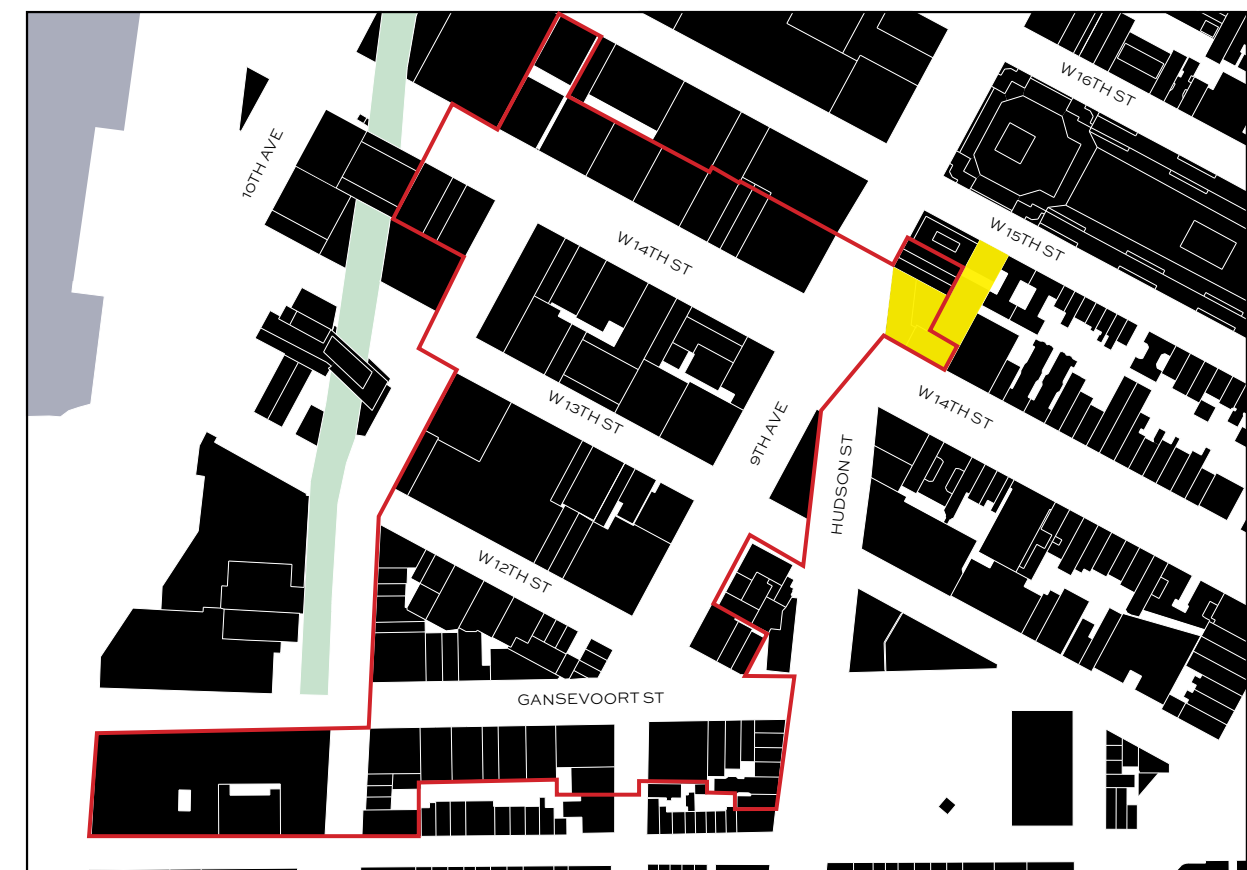 W 16TH ST
10TH AVE
W 15TH ST
W 14TH ST
W 14TH ST
W 13TH ST
9TH AVE
HUDSON ST
W 12TH ST
GANSEVOORT ST